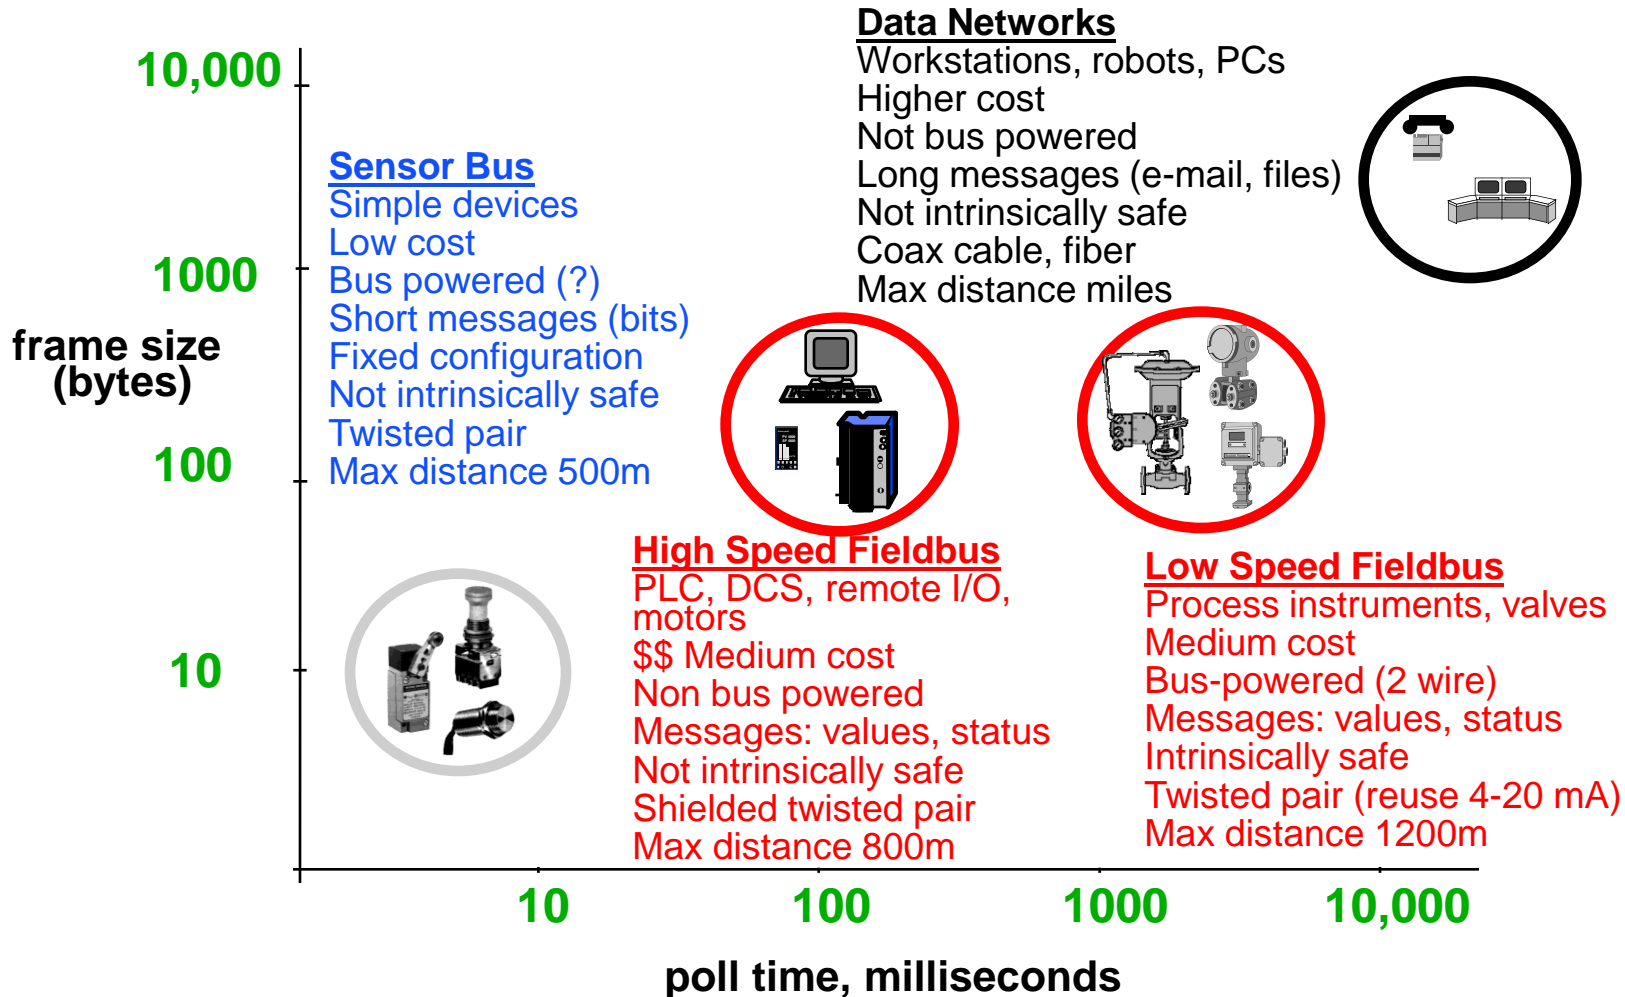 Data Networks
Workstations, robots, PCs
Higher cost
Not bus powered
Long messages (e-mail, files)
Not intrinsically safe
Coax cable, fiber
Max distance miles
10,000
1000
frame size
(bytes)
100
10
Sensor Bus
Simple devices
Low cost
Bus powered (?)
Short messages (bits)
Fixed configuration
Not intrinsically safe
Twisted pair
Max distance 500m
High Speed Fieldbus
PLC, DCS, remote I/O,
motors
$$ Medium cost
Non bus powered
Messages: values, status
Not intrinsically safe
Shielded twisted pair
Max distance 800m
Low Speed Fieldbus
Process instruments, valves
Medium cost
Bus-powered (2 wire)
Messages: values, status
Intrinsically safe
Twisted pair (reuse 4-20 mA)
Max distance 1200m
10
100
1000
10,000
poll time, milliseconds